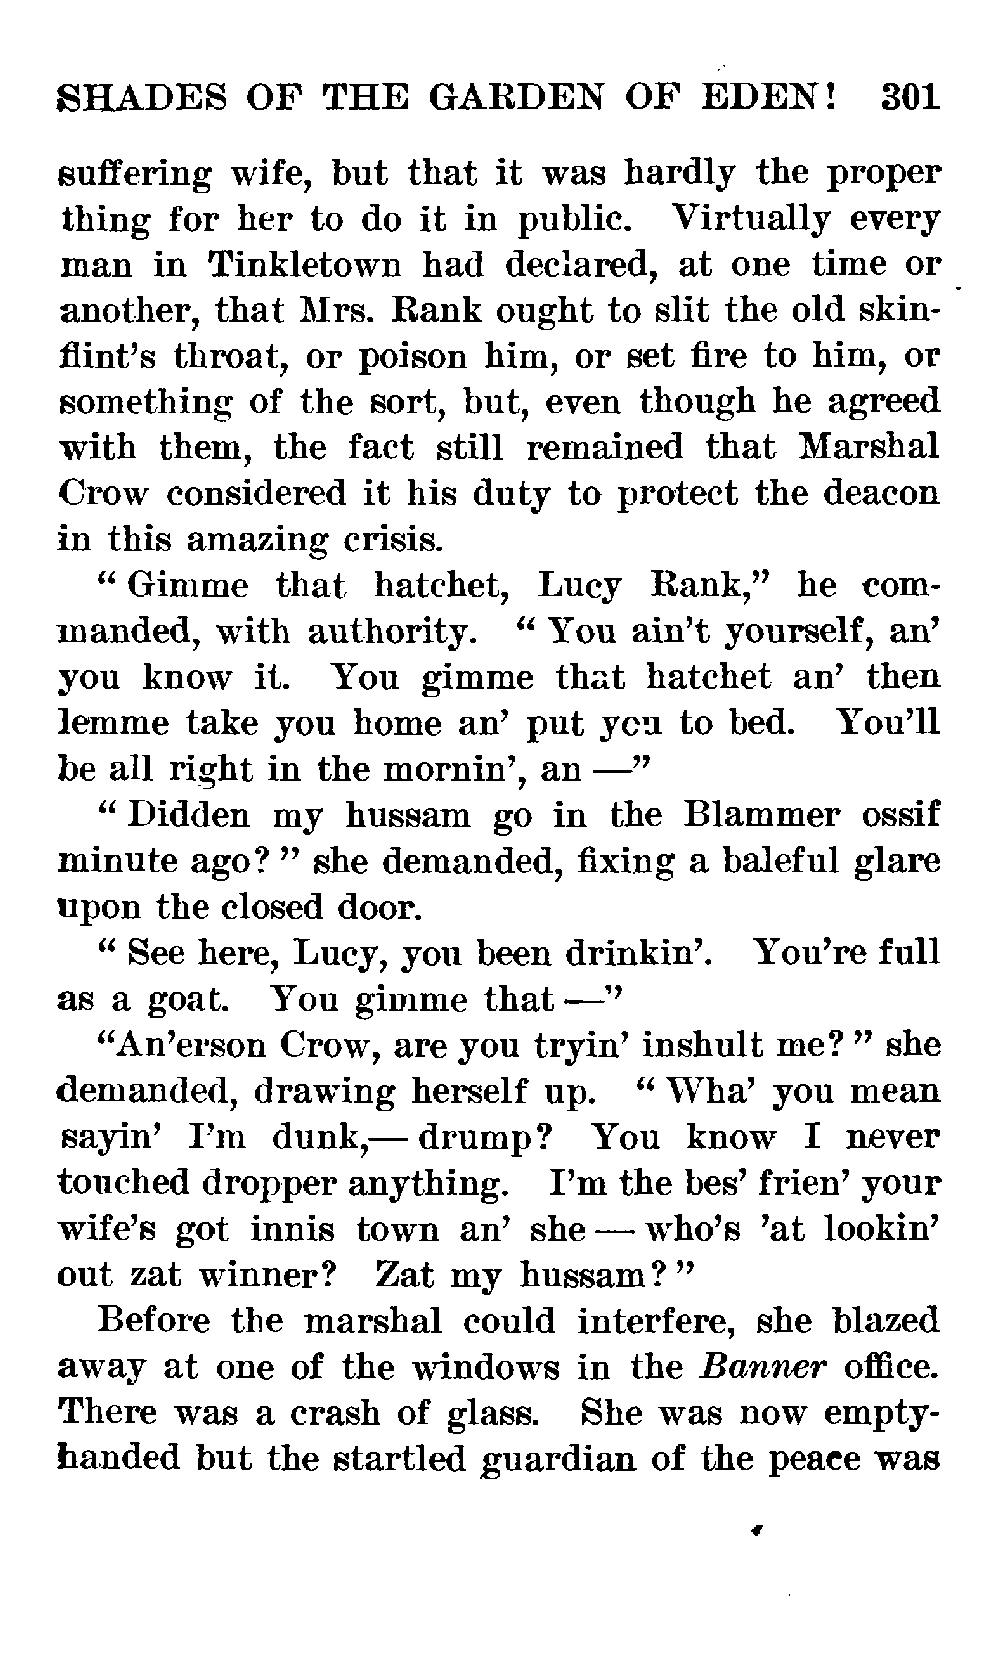 SHADES OF THE GARDEN OF EDEN! 301
suffering wife, but that it was hardly the proper
thing for her to do it in public. Virtually every
man in Tinkletown had declared, at one time or
another, that Mrs. Rank ought to slit the old skin-
flint's throat, or poison him, or set fire to him, or
something of the sort, but, even though he agreed
with them, the fact still remained that Marshal
Crow considered it his duty to protect the deacon
in this amazing crisis.
" Gimme that hatchet, Lucy Rank," he com-
manded, with authority. " You ain't yourself, an'
you know it. You gimme that hatchet an' then
lemme take you home an' put you to bed. You'll
be all right in the mornin', an —"
" Didden my hussam go in the Blammer ossif
minute ago? " she demanded, fixing a baleful glare
upon the closed door.
" See here, Lucy, you been drinkin'. You're full
as a goat. You gimme that —"
"An'erson Crow, are you tryin' inshult me? " she
demanded, drawing herself up. " Wha' you mean
sayin' I'm dunk,— drump? You know I never
touched dropper anything. I'm the bes' frien' your
wife's got innis town an' she — who's 'at lookin'
out zat winner? Zat my hussam? "
Before the marshal could interfere, she blazed
away at one of the windows in the Banner office.
There was a crash of glass. She was now empty-
handed but the startled guardian of the peace was